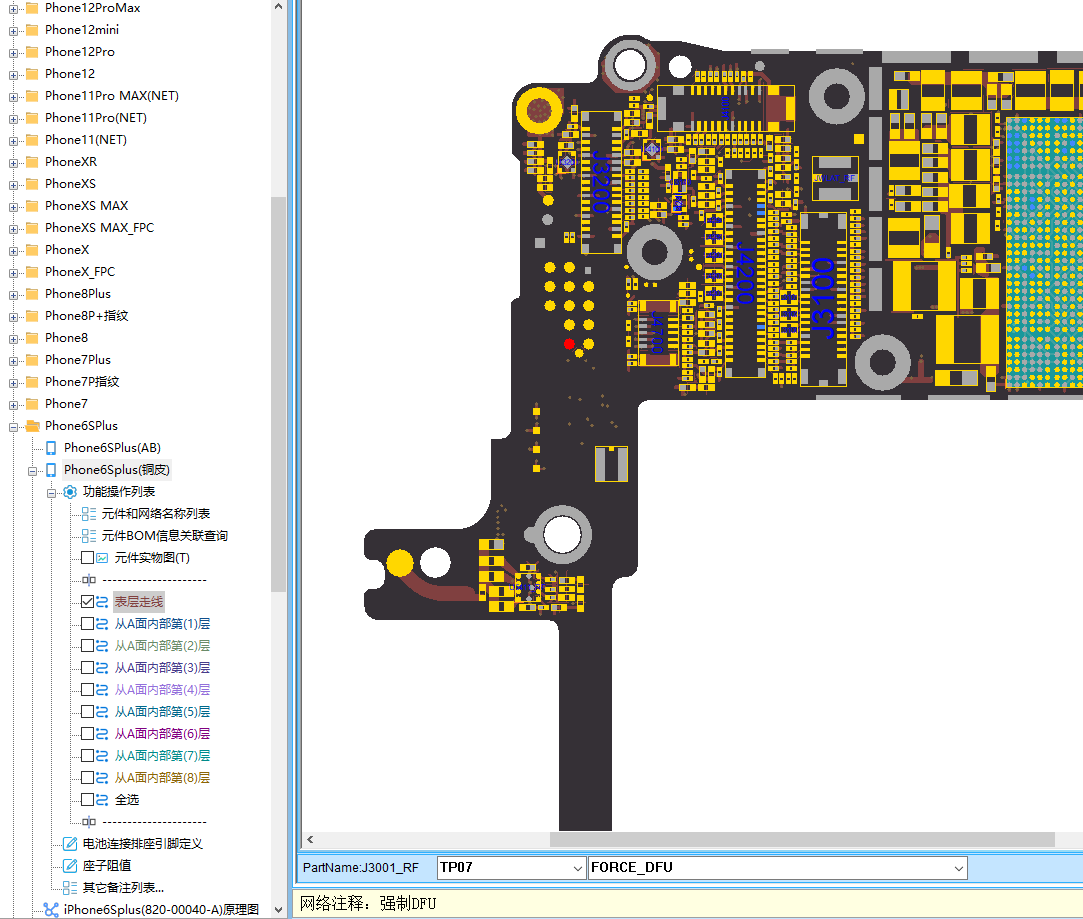 Phone12ProMax
Phone12mini
Phone12Pro
Phone12
Phone11Pro MAX(NET)
Phone11Pro(NET)
Phone11(NET)
PhoneXR
PhoneXS
PhoneXS MAX
PhoneXS MAX_FPC
PhoneX
PhoneX_FPC
Phone8Plus
Phone8P+指纹
Phone8
Phone7Plus
Phone7P指纹
Phone7
Phone6SPlus
Phone6SPlus(AB)
Phone6Splus(铜皮)
功能操作列表
元件和网络名称列表
元件BOM信息关联查询
元件实物图(T)
---------------------
表层走线
从A面内部第(1)层
从A面内部第(2)层
从A面内部第(3)层
从A面内部第(4)层
从A面内部第(5)层
从A面内部第(6)层
从A面内部第(7)层
从A面内部第(8)层
全选
---------------------
电池连接排座引脚定义
座子阻值
其它备注列表...
iPhone6Splus(820-00040-A)原理图
J3200
J4200
J3100
PartName:J3001_RF
TP07
FORCE_DFU
网络注释：强制DFU